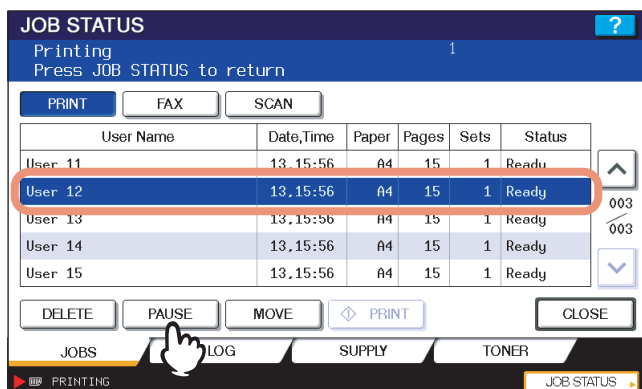 JOB STATUS ?
Printing 1
Press JOB STATUS to return
PRINT FAX SCAN
User Name Date,Time Paper Pages Sets Status
User 11 13,15:56 A4 15 1 Ready
User 12 13,15:56 A4 15 1 Ready
User 13 13,15:56 A4 15 1 Ready
User 14 13,15:56 A4 15 1 Ready
User 15 13,15:56 A4 15 1 Ready
003
003
DELETE PAUSE MOVE PRINT CLOSE
JOBS LOG SUPPLY TONER
PRINTING JOB STATUS